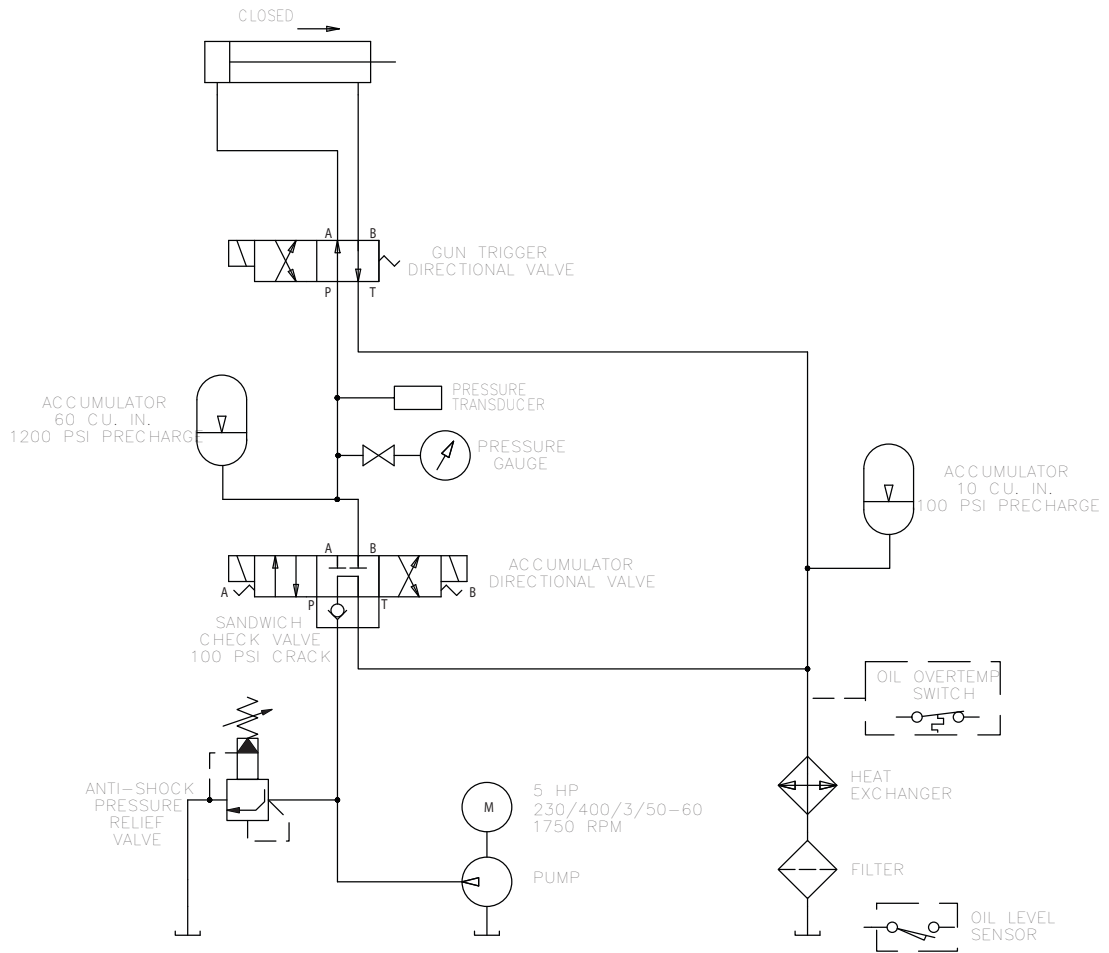 CLOSED
A B
GUN TRIGGER
DIRECTIONAL VALVE
P T
ACCUMULATOR
60 CU. IN.
1200 PSI PRECHARGE
PRESSURE
TRANSDUCER
PRESSURE
GAUGE
ACCUMULATOR
10 CU. IN.
100 PSI PRECHARGE
A B
ACCUMULATOR
DIRECTIONAL VALVE
A P T B
SANDWICH
CHECK VALVE
100 PSI CRACK
OIL OVERTEMP
SWITCH
ANTI-SHOCK
PRESSURE
RELIEF
VALVE
M
5 HP
230/400/3/50-60
1750 RPM
HEAT
EXCHANGER
PUMP
FILTER
OIL LEVEL
SENSOR